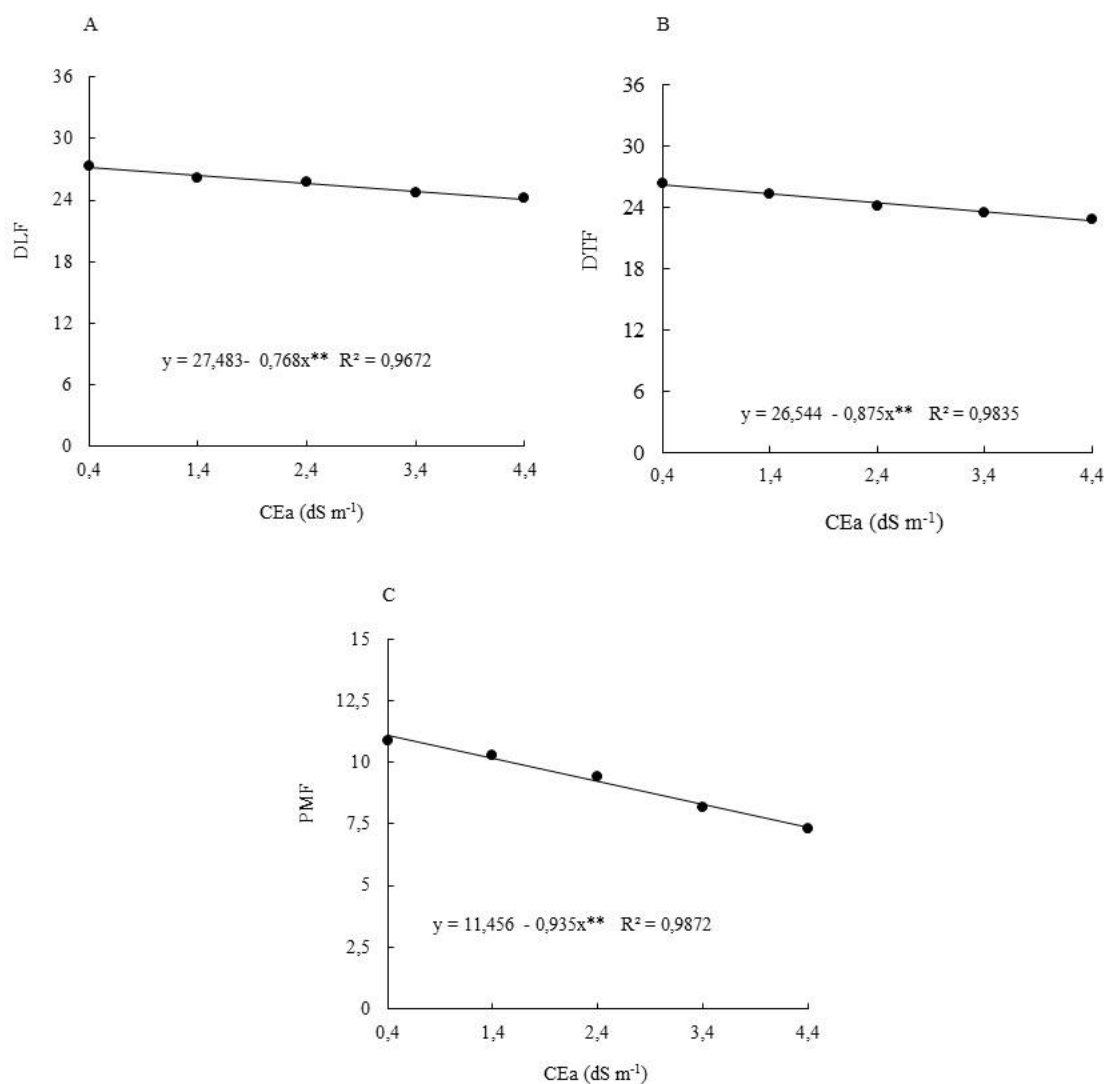 A
36
30
24
18
12
6
0
DLF
y = 27,483- 0,768x** R² = 0,9672
0,4 1,4 2,4 3,4 4,4
CEa (dS m⁻¹)
B
36
30
24
18
12
6
0
DTF
y = 26,544 - 0,875x** R² = 0,9835
0,4 1,4 2,4 3,4 4,4
CEa (dS m⁻¹)
C
15
12,5
10
7,5
5
2,5
0
PMF
y = 11,456 - 0,935x** R² = 0,9872
0,4 1,4 2,4 3,4 4,4
CEa (dS m⁻¹)